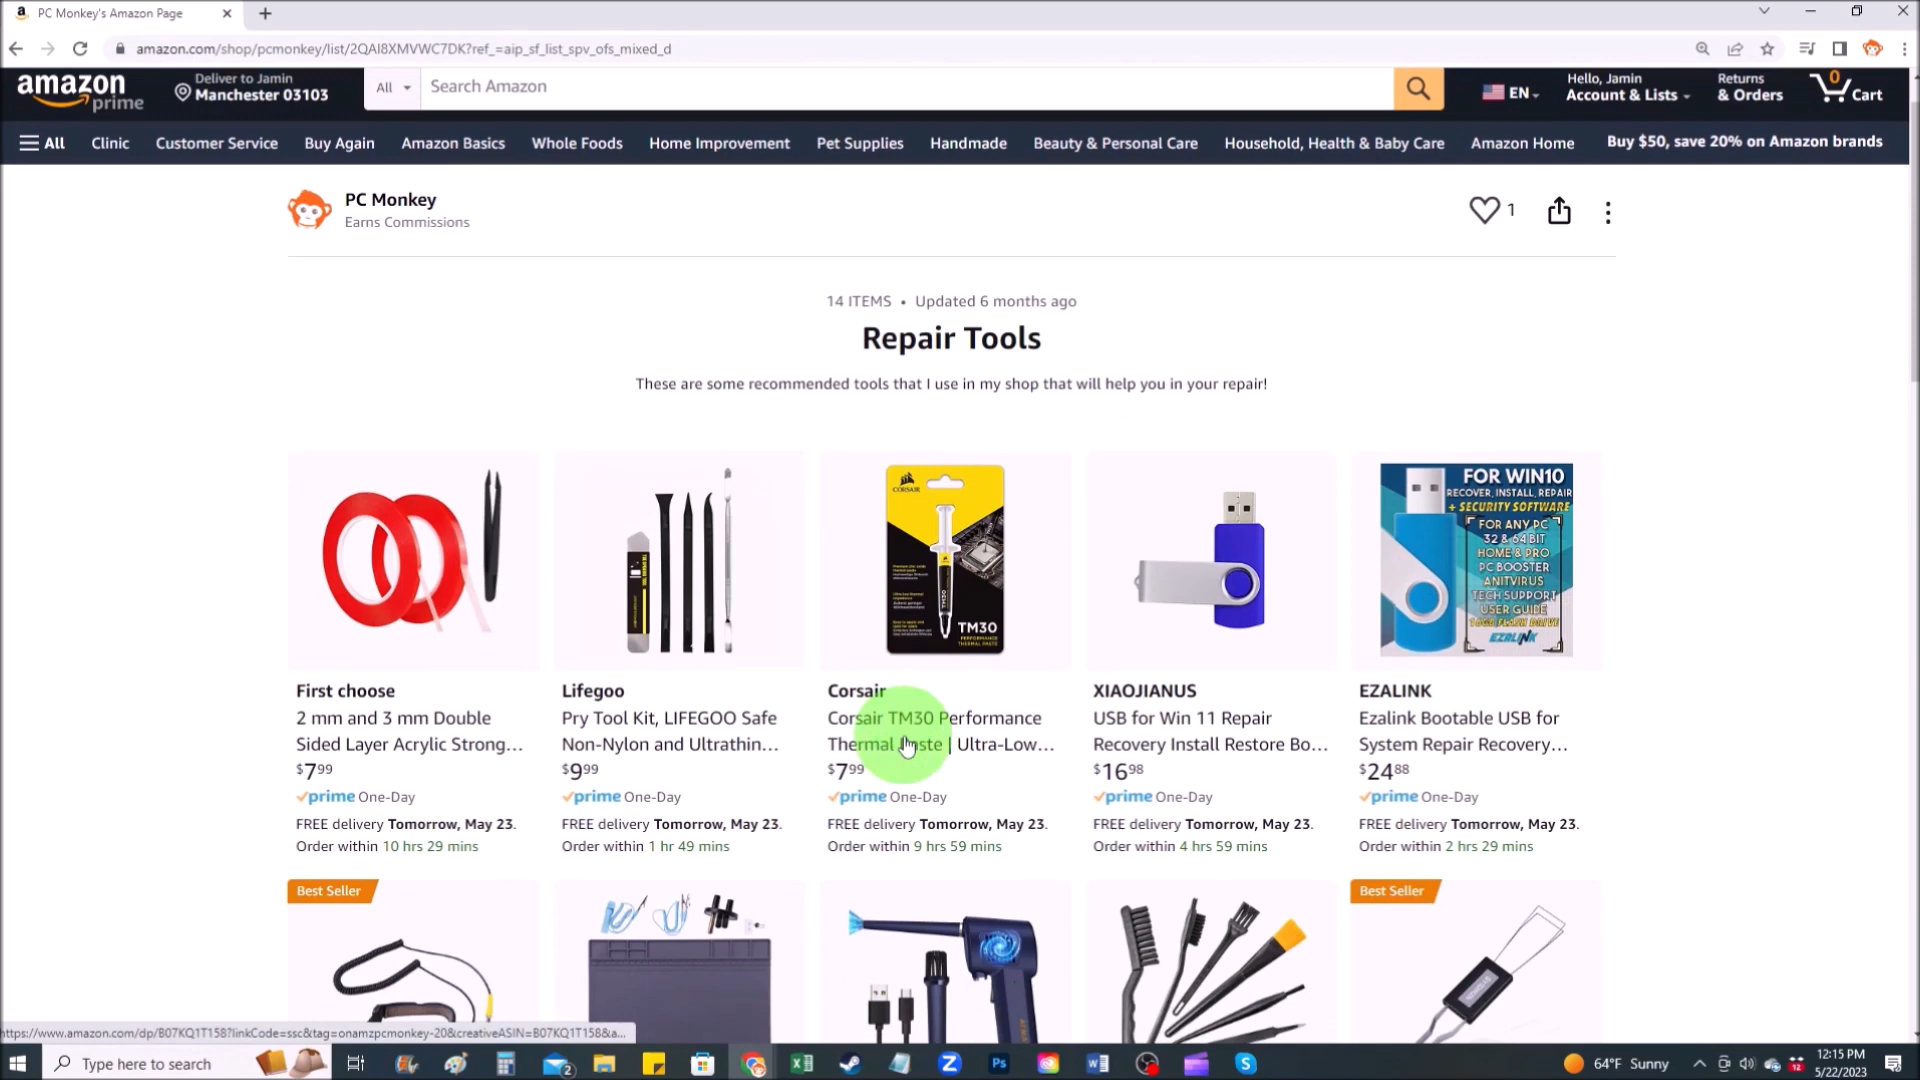 PC Monkey's Amazon Page
amazon.com/shop/pcmonkey/list/2QAI8XMVWC7DK?ref_=aip_sf_list_spv_ofs_mixed_d
amazon prime
Deliver to Jamin
Manchester 03103
All
Search Amazon
EN
Hello, Jamin
Account & Lists
Returns
& Orders
0
Cart
All Clinic Customer Service Buy Again Amazon Basics Whole Foods Home Improvement Pet Supplies Handmade Beauty & Personal Care Household, Health & Baby Care Amazon Home Buy $50, save 20% on Amazon brands
PC Monkey
Earns Commissions
1
14 ITEMS • Updated 6 months ago
Repair Tools
These are some recommended tools that I use in my shop that will help you in your repair!
CORSAIR
TM30
PERFORMANCE
THERMAL PASTE
FOR WIN10
RECOVER, INSTALL, REPAIR
+ SECURITY SOFTWARE
FOR ANY PC
32 & 64 BIT
HOME & PRO
PC BOOSTER
ANITVIRUS
TECH SUPPORT
USER GUIDE
16GB FLASH DRIVE
EZALINK
First choose
2 mm and 3 mm Double
Sided Layer Acrylic Strong...
$799
prime One-Day
FREE delivery Tomorrow, May 23.
Order within 10 hrs 29 mins
Lifegoo
Pry Tool Kit, LIFEGOO Safe
Non-Nylon and Ultrathin...
$999
prime One-Day
FREE delivery Tomorrow, May 23.
Order within 1 hr 49 mins
Corsair
Corsair TM30 Performance
Thermal Paste | Ultra-Low...
$799
prime One-Day
FREE delivery Tomorrow, May 23.
Order within 9 hrs 59 mins
XIAOJIANUS
USB for Win 11 Repair
Recovery Install Restore Bo...
$1698
prime One-Day
FREE delivery Tomorrow, May 23.
Order within 4 hrs 59 mins
EZALINK
Ezalink Bootable USB for
System Repair Recovery...
$2488
prime One-Day
FREE delivery Tomorrow, May 23.
Order within 2 hrs 29 mins
Best Seller
Best Seller
https://www.amazon.com/dp/B07KQ1T158?linkCode=ssc&tag=onamzpcmonkey-20&creativeASIN=B07KQ1T158&a...
Type here to search
2
64°F Sunny
12
12:15 PM
5/22/2023